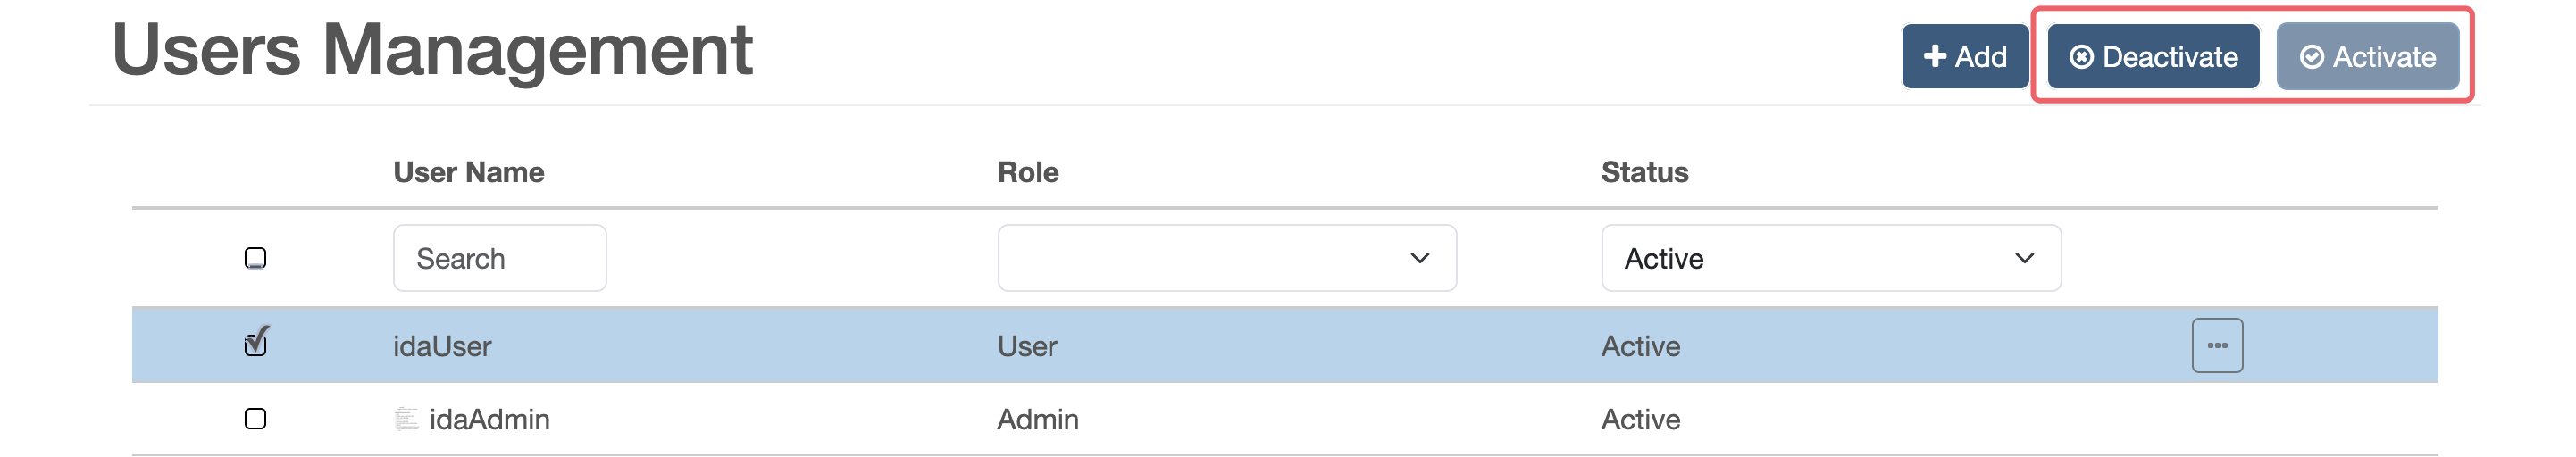 Users Management
Add Deactivate Activate
User Name Role Status
Search Active
idaUser User Active
idaAdmin Admin Active